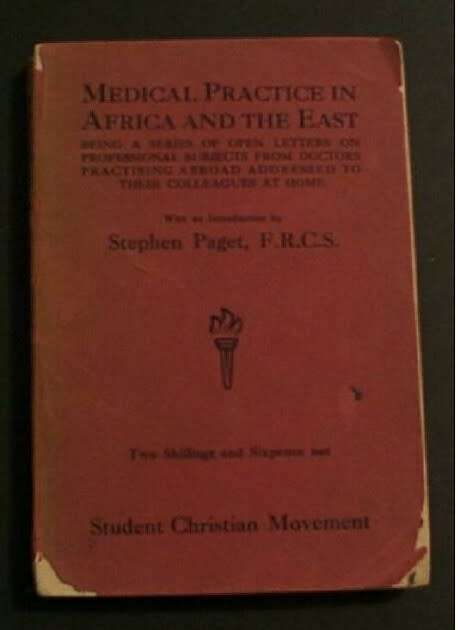 MEDICAL PRACTICE IN
AFRICA AND THE EAST
BEING A SERIES OF OPEN LETTERS ON
PROFESSIONAL SUBJECTS FROM DOCTORS
PRACTISING ABROAD ADDRESSED TO
THEIR COLLEAGUES AT HOME
With an Introduction by
Stephen Paget, F.R.C.S.
Two Shillings and Sixpence net
Student Christian Movement